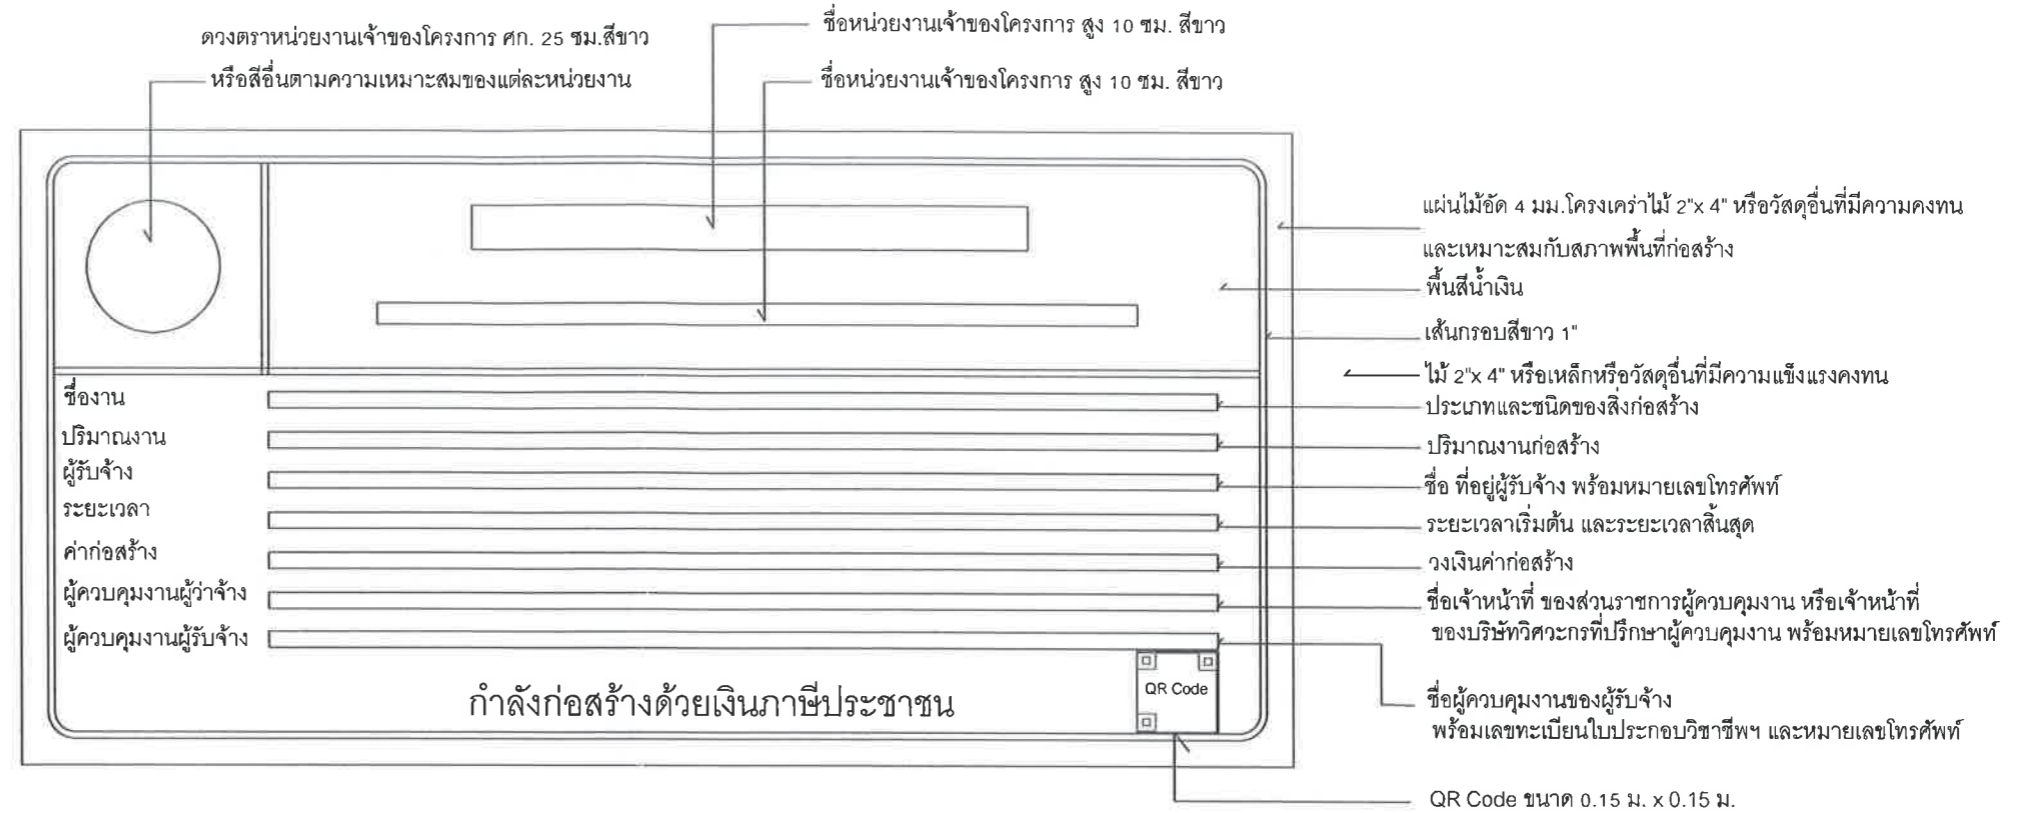 ดวงตราหน่วยงานเจ้าของโครงการ ศก. 25 ซม.สีขาว
หรือสีอื่นตามความเหมาะสมของแต่ละหน่วยงาน
ชื่อหน่วยงานเจ้าของโครงการ สูง 10 ซม. สีขาว
ชื่อหน่วยงานเจ้าของโครงการ สูง 10 ซม. สีขาว
แผ่นไม้อัด 4 มม.โครงเคร่าไม้ 2"x 4" หรือวัสดุอื่นที่มีความคงทน
และเหมาะสมกับสภาพพื้นที่ก่อสร้าง
พื้นสีน้ำเงิน
เส้นกรอบสีขาว 1"
ไม้ 2"x 4" หรือเหล็กหรือวัสดุอื่นที่มีความแข็งแรงคงทน
ชื่องาน
ประเภทและชนิดของสิ่งก่อสร้าง
ปริมาณงาน
ปริมาณงานก่อสร้าง
ผู้รับจ้าง
ชื่อ ที่อยู่ผู้รับจ้าง พร้อมหมายเลขโทรศัพท์
ระยะเวลา
ระยะเวลาเริ่มต้น และระยะเวลาสิ้นสุด
ค่าก่อสร้าง
วงเงินค่าก่อสร้าง
ผู้ควบคุมงานผู้ว่าจ้าง
ชื่อเจ้าหน้าที่ ของส่วนราชการผู้ควบคุมงาน หรือเจ้าหน้าที่
ของบริษัทวิศวะกรที่ปรึกษาผู้ควบคุมงาน พร้อมหมายเลขโทรศัพท์
ผู้ควบคุมงานผู้รับจ้าง
ชื่อผู้ควบคุมงานของผู้รับจ้าง
พร้อมเลขทะเบียนใบประกอบวิชาชีพฯ และหมายเลขโทรศัพท์
QR Code
กำลังก่อสร้างด้วยเงินภาษีประชาชน
QR Code ขนาด 0.15 ม. x 0.15 ม.